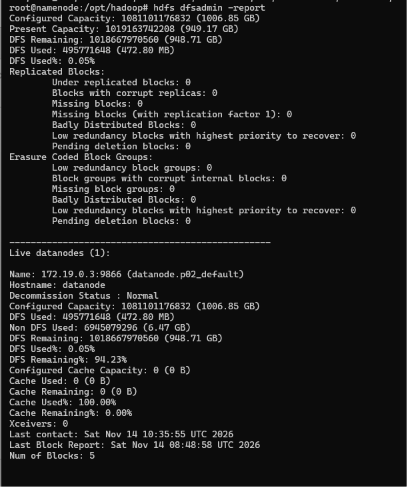 root@namenode:/opt/hadoop# hdfs dfsadmin -report
Configured Capacity: 1081101176832 (1006.85 GB)
Present Capacity: 1019163742208 (949.17 GB)
DFS Remaining: 1018667970560 (948.71 GB)
DFS Used: 495771648 (472.80 MB)
DFS Used%: 0.05%
Replicated Blocks:
Under replicated blocks: 0
Blocks with corrupt replicas: 0
Missing blocks: 0
Missing blocks (with replication factor 1): 0
Badly Distributed Blocks: 0
Low redundancy blocks with highest priority to recover: 0
Pending deletion blocks: 0
Erasure Coded Block Groups:
Low redundancy block groups: 0
Block groups with corrupt internal blocks: 0
Missing block groups: 0
Badly Distributed Blocks: 0
Low redundancy blocks with highest priority to recover: 0
Pending deletion blocks: 0
-------------------------------------------------
Live datanodes (1):
Name: 172.19.0.3:9866 (datanode.p02_default)
Hostname: datanode
Decommission Status : Normal
Configured Capacity: 1081101176832 (1006.85 GB)
DFS Used: 495771648 (472.80 MB)
Non DFS Used: 6945079296 (6.47 GB)
DFS Remaining: 1018667970560 (948.71 GB)
DFS Used%: 0.05%
DFS Remaining%: 94.23%
Configured Cache Capacity: 0 (0 B)
Cache Used: 0 (0 B)
Cache Remaining: 0 (0 B)
Cache Used%: 100.00%
Cache Remaining%: 0.00%
Xceivers: 0
Last contact: Sat Nov 14 10:35:55 UTC 2026
Last Block Report: Sat Nov 14 08:48:58 UTC 2026
Num of Blocks: 5